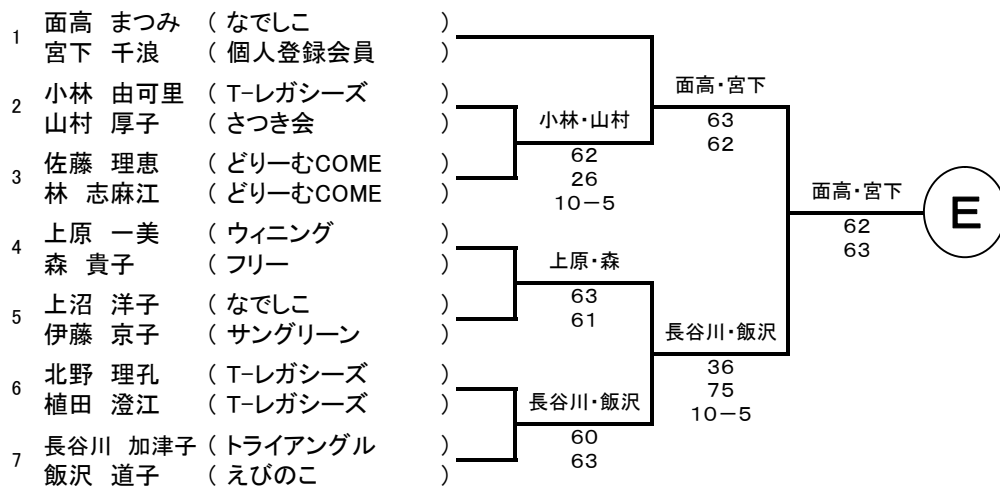 1
面高 まつみ ( なでしこ )
宮下 千浪 ( 個人登録会員 )
2
小林 由可里 ( T-レガシーズ )
山村 厚子 ( さつき会 )
3
佐藤 理恵 ( どりーむCOME )
林 志麻江 ( どりーむCOME )
4
上原 一美 ( ウィニング )
森 貴子 ( フリー )
5
上沼 洋子 ( なでしこ )
伊藤 京子 ( サングリーン )
6
北野 理孔 ( T-レガシーズ )
植田 澄江 ( T-レガシーズ )
7
長谷川 加津子 ( トライアングル )
飯沢 道子 ( えびのこ )
小林・山村
62
26
10-5
上原・森
63
61
長谷川・飯沢
60
63
面高・宮下
63
62
長谷川・飯沢
36
75
10-5
面高・宮下
62
63
E